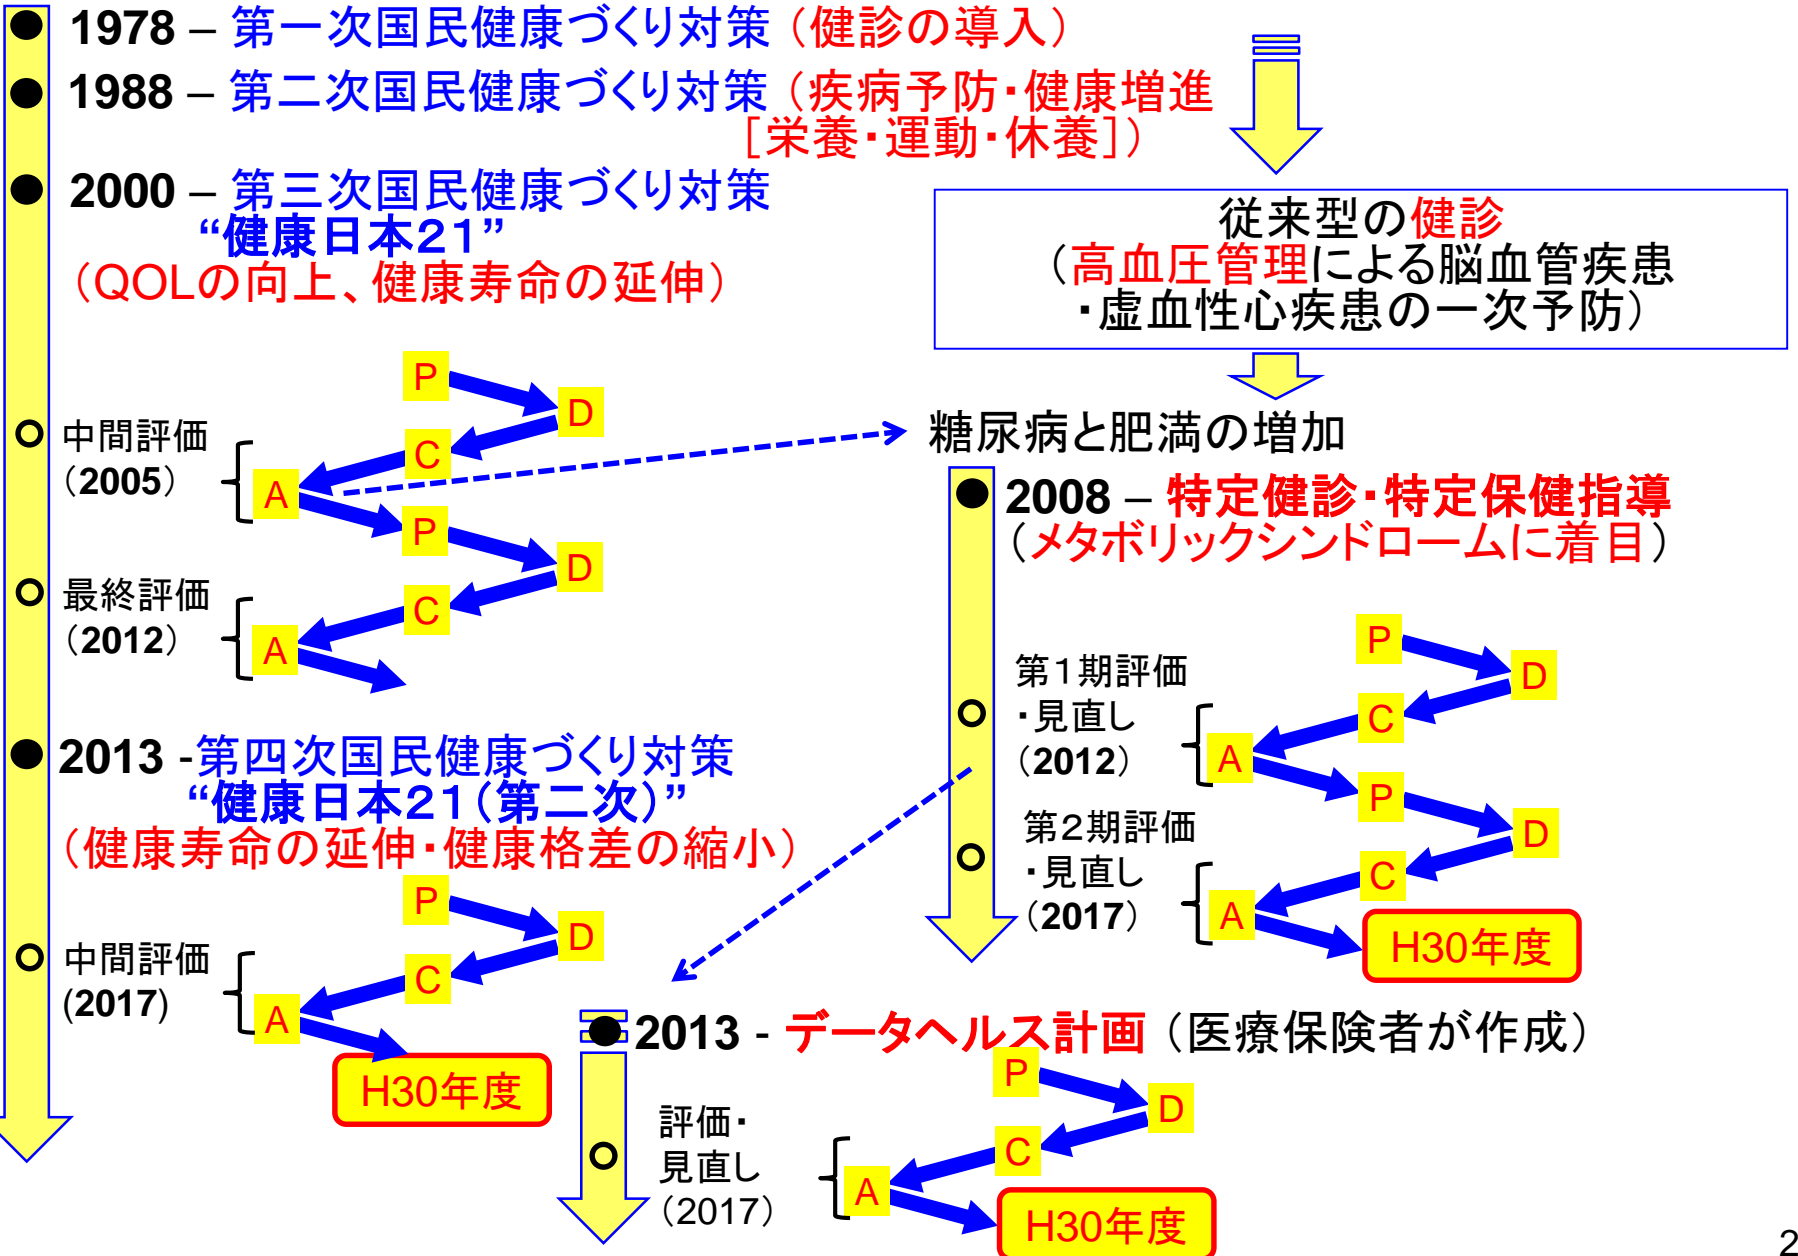 1978 – 第一次国民健康づくり対策（健診の導入）
1988 – 第二次国民健康づくり対策（疾病予防・健康増進
［栄養・運動・休養］）
2000 – 第三次国民健康づくり対策
“健康日本２１”
（QOLの向上、健康寿命の延伸）
P
D
C
A
P
D
C
A
中間評価
（2005）
最終評価
（2012）
2013 -第四次国民健康づくり対策
“健康日本２１（第二次）”
（健康寿命の延伸・健康格差の縮小）
P
D
C
A
中間評価
(2017)
H30年度
従来型の健診
（高血圧管理による脳血管疾患
・虚血性心疾患の一次予防）
糖尿病と肥満の増加
2008 – 特定健診・特定保健指導
（メタボリックシンドロームに着目）
P
D
C
A
P
D
C
A
第１期評価
・見直し
（2012）
第２期評価
・見直し
（2017）
H30年度
2013 - データヘルス計画（医療保険者が作成）
P
D
C
A
評価・
見直し
（2017）
H30年度
2